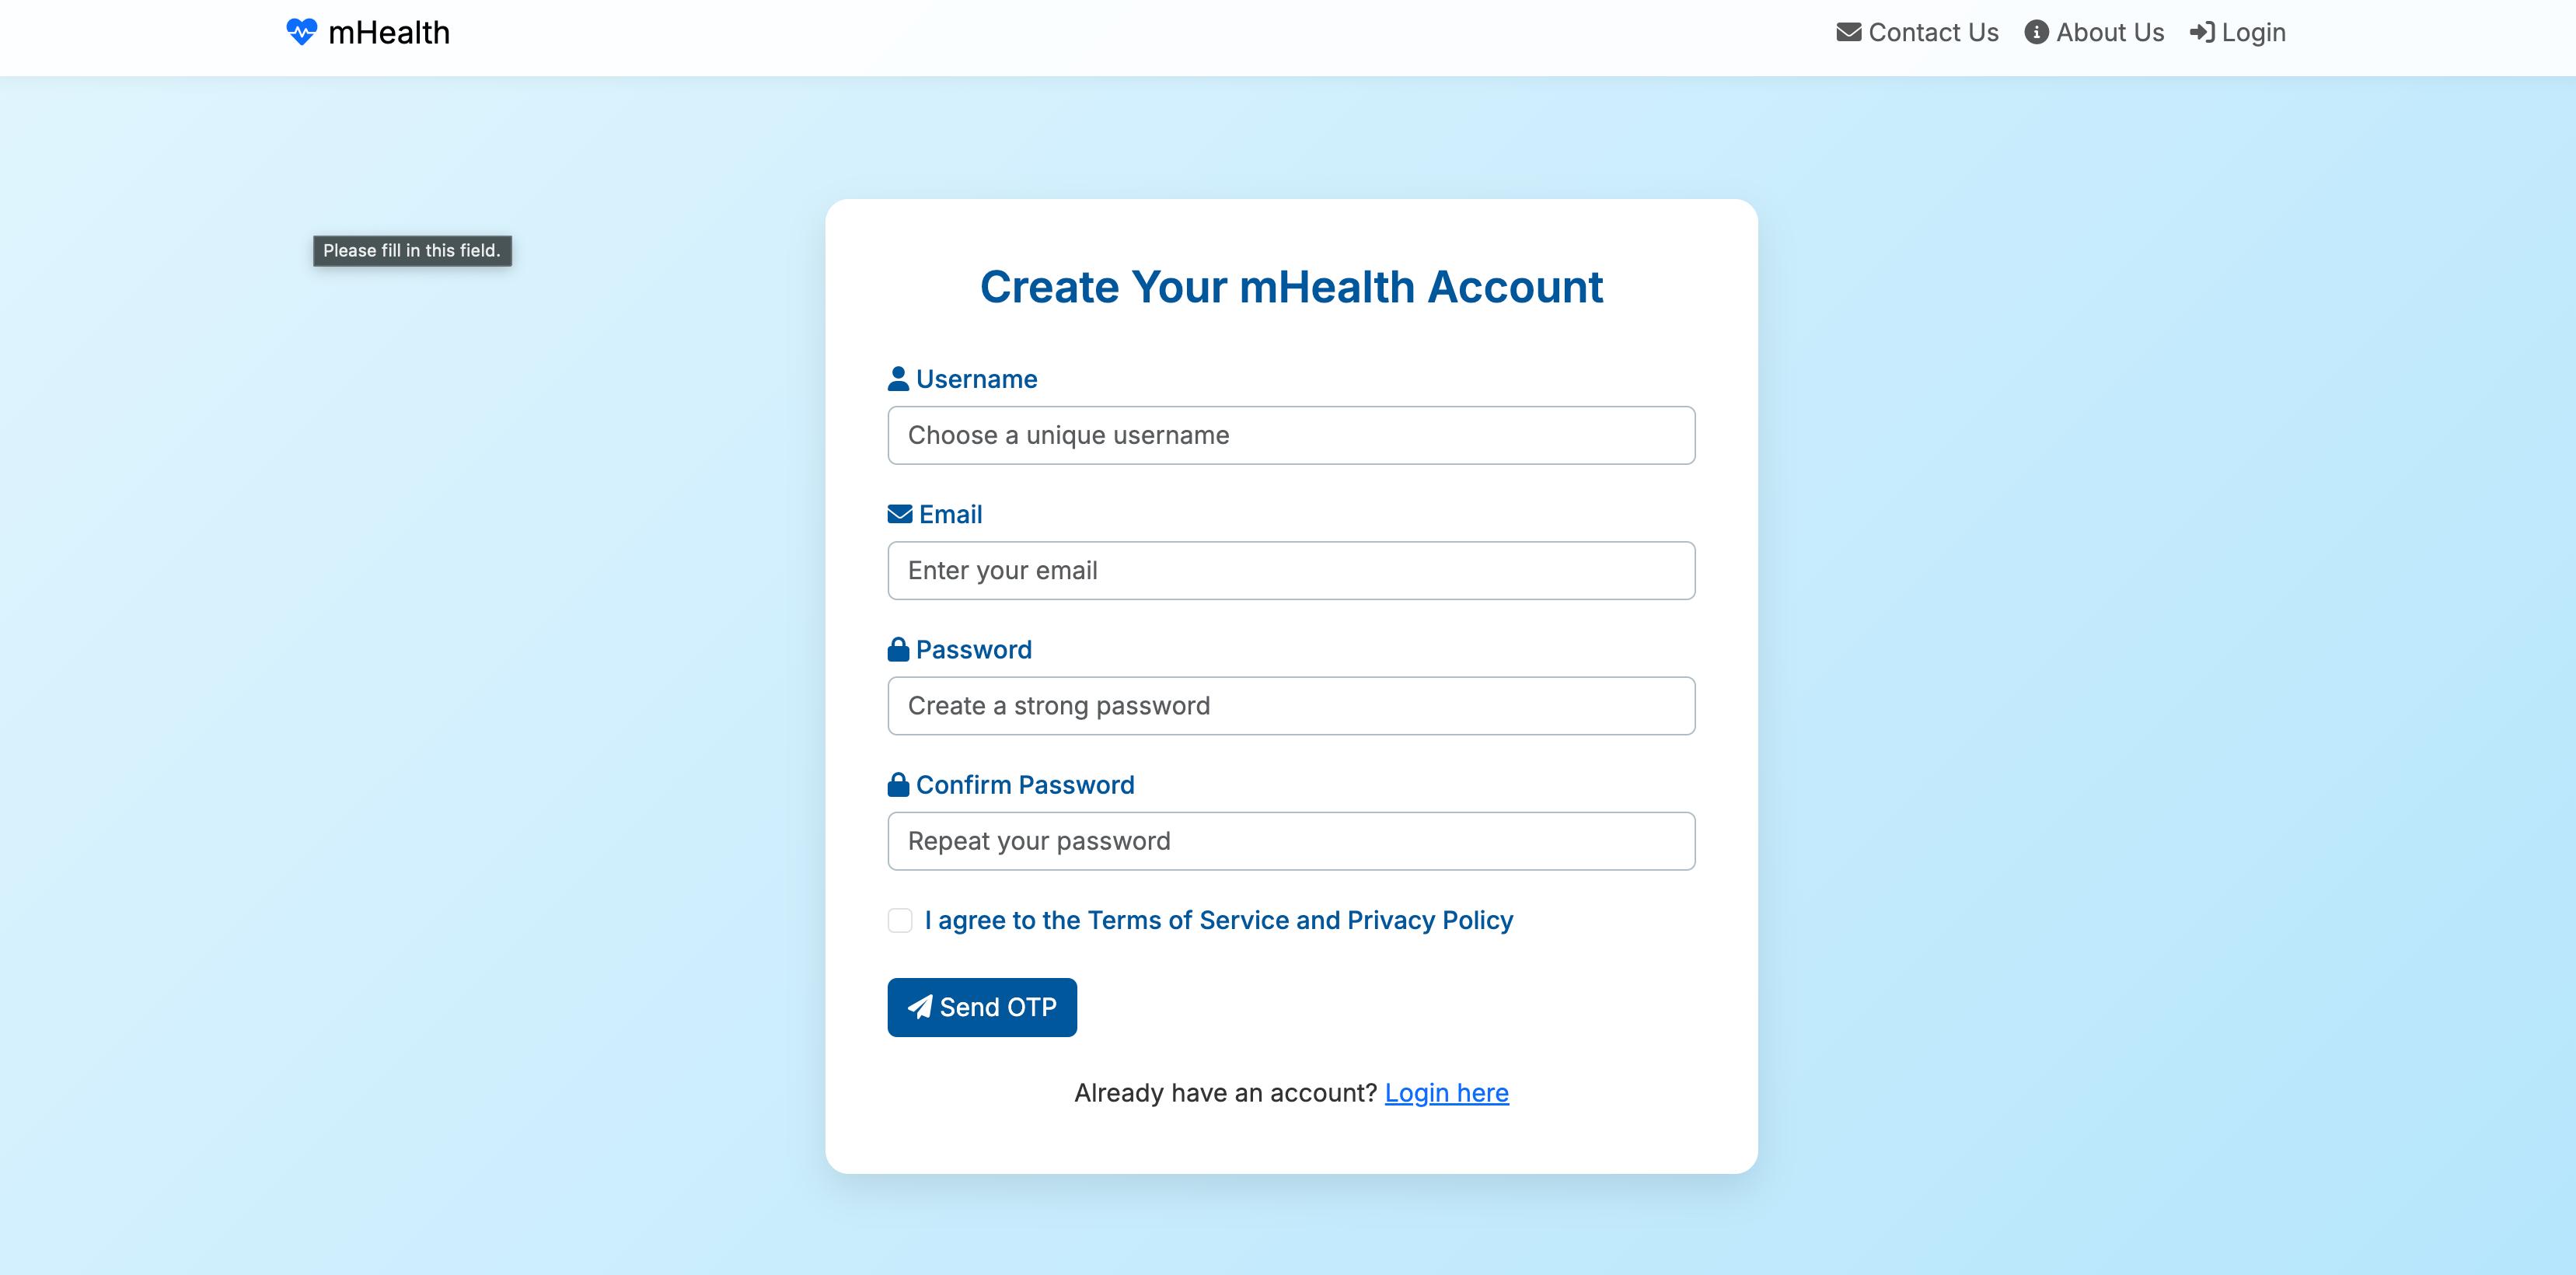 mHealth
Contact Us About Us Login
Please fill in this field.
Create Your mHealth Account
Username
Choose a unique username
Email
Enter your email
Password
Create a strong password
Confirm Password
Repeat your password
I agree to the Terms of Service and Privacy Policy
Send OTP
Already have an account? Login here